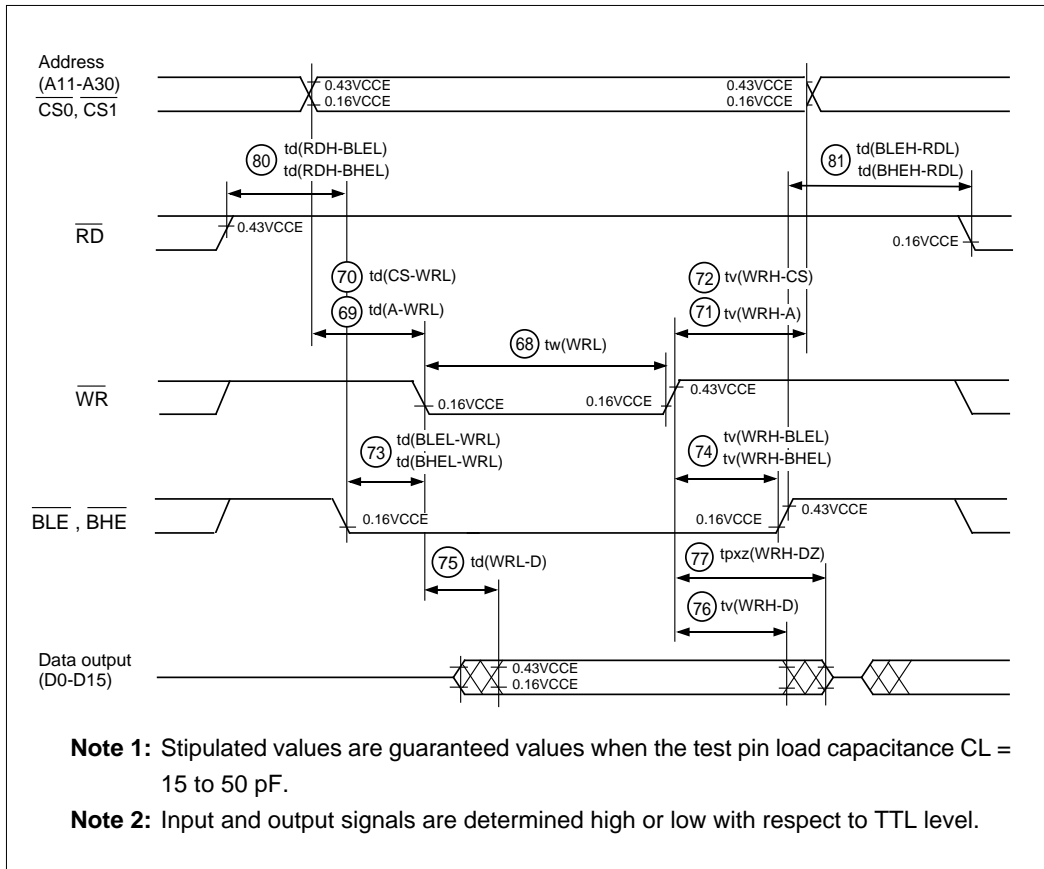 Address
(A11-A30)
CS0, CS1
0.43VCCE
0.16VCCE
0.43VCCE
0.16VCCE
80 td(RDH-BLEL)
td(RDH-BHEL)
81 td(BLEH-RDL)
td(BHEH-RDL)
RD
0.43VCCE
0.16VCCE
70 td(CS-WRL)
69 td(A-WRL)
72 tv(WRH-CS)
71 tv(WRH-A)
68 tw(WRL)
WR
0.16VCCE
0.16VCCE
0.43VCCE
73 td(BLEL-WRL)
td(BHEL-WRL)
74 tv(WRH-BLEL)
tv(WRH-BHEL)
BLE , BHE
0.16VCCE
0.16VCCE
0.43VCCE
75 td(WRL-D)
77 tpxz(WRH-DZ)
76 tv(WRH-D)
Data output
(D0-D15)
0.43VCCE
0.16VCCE
Note 1: Stipulated values are guaranteed values when the test pin load capacitance CL =
15 to 50 pF.
Note 2: Input and output signals are determined high or low with respect to TTL level.